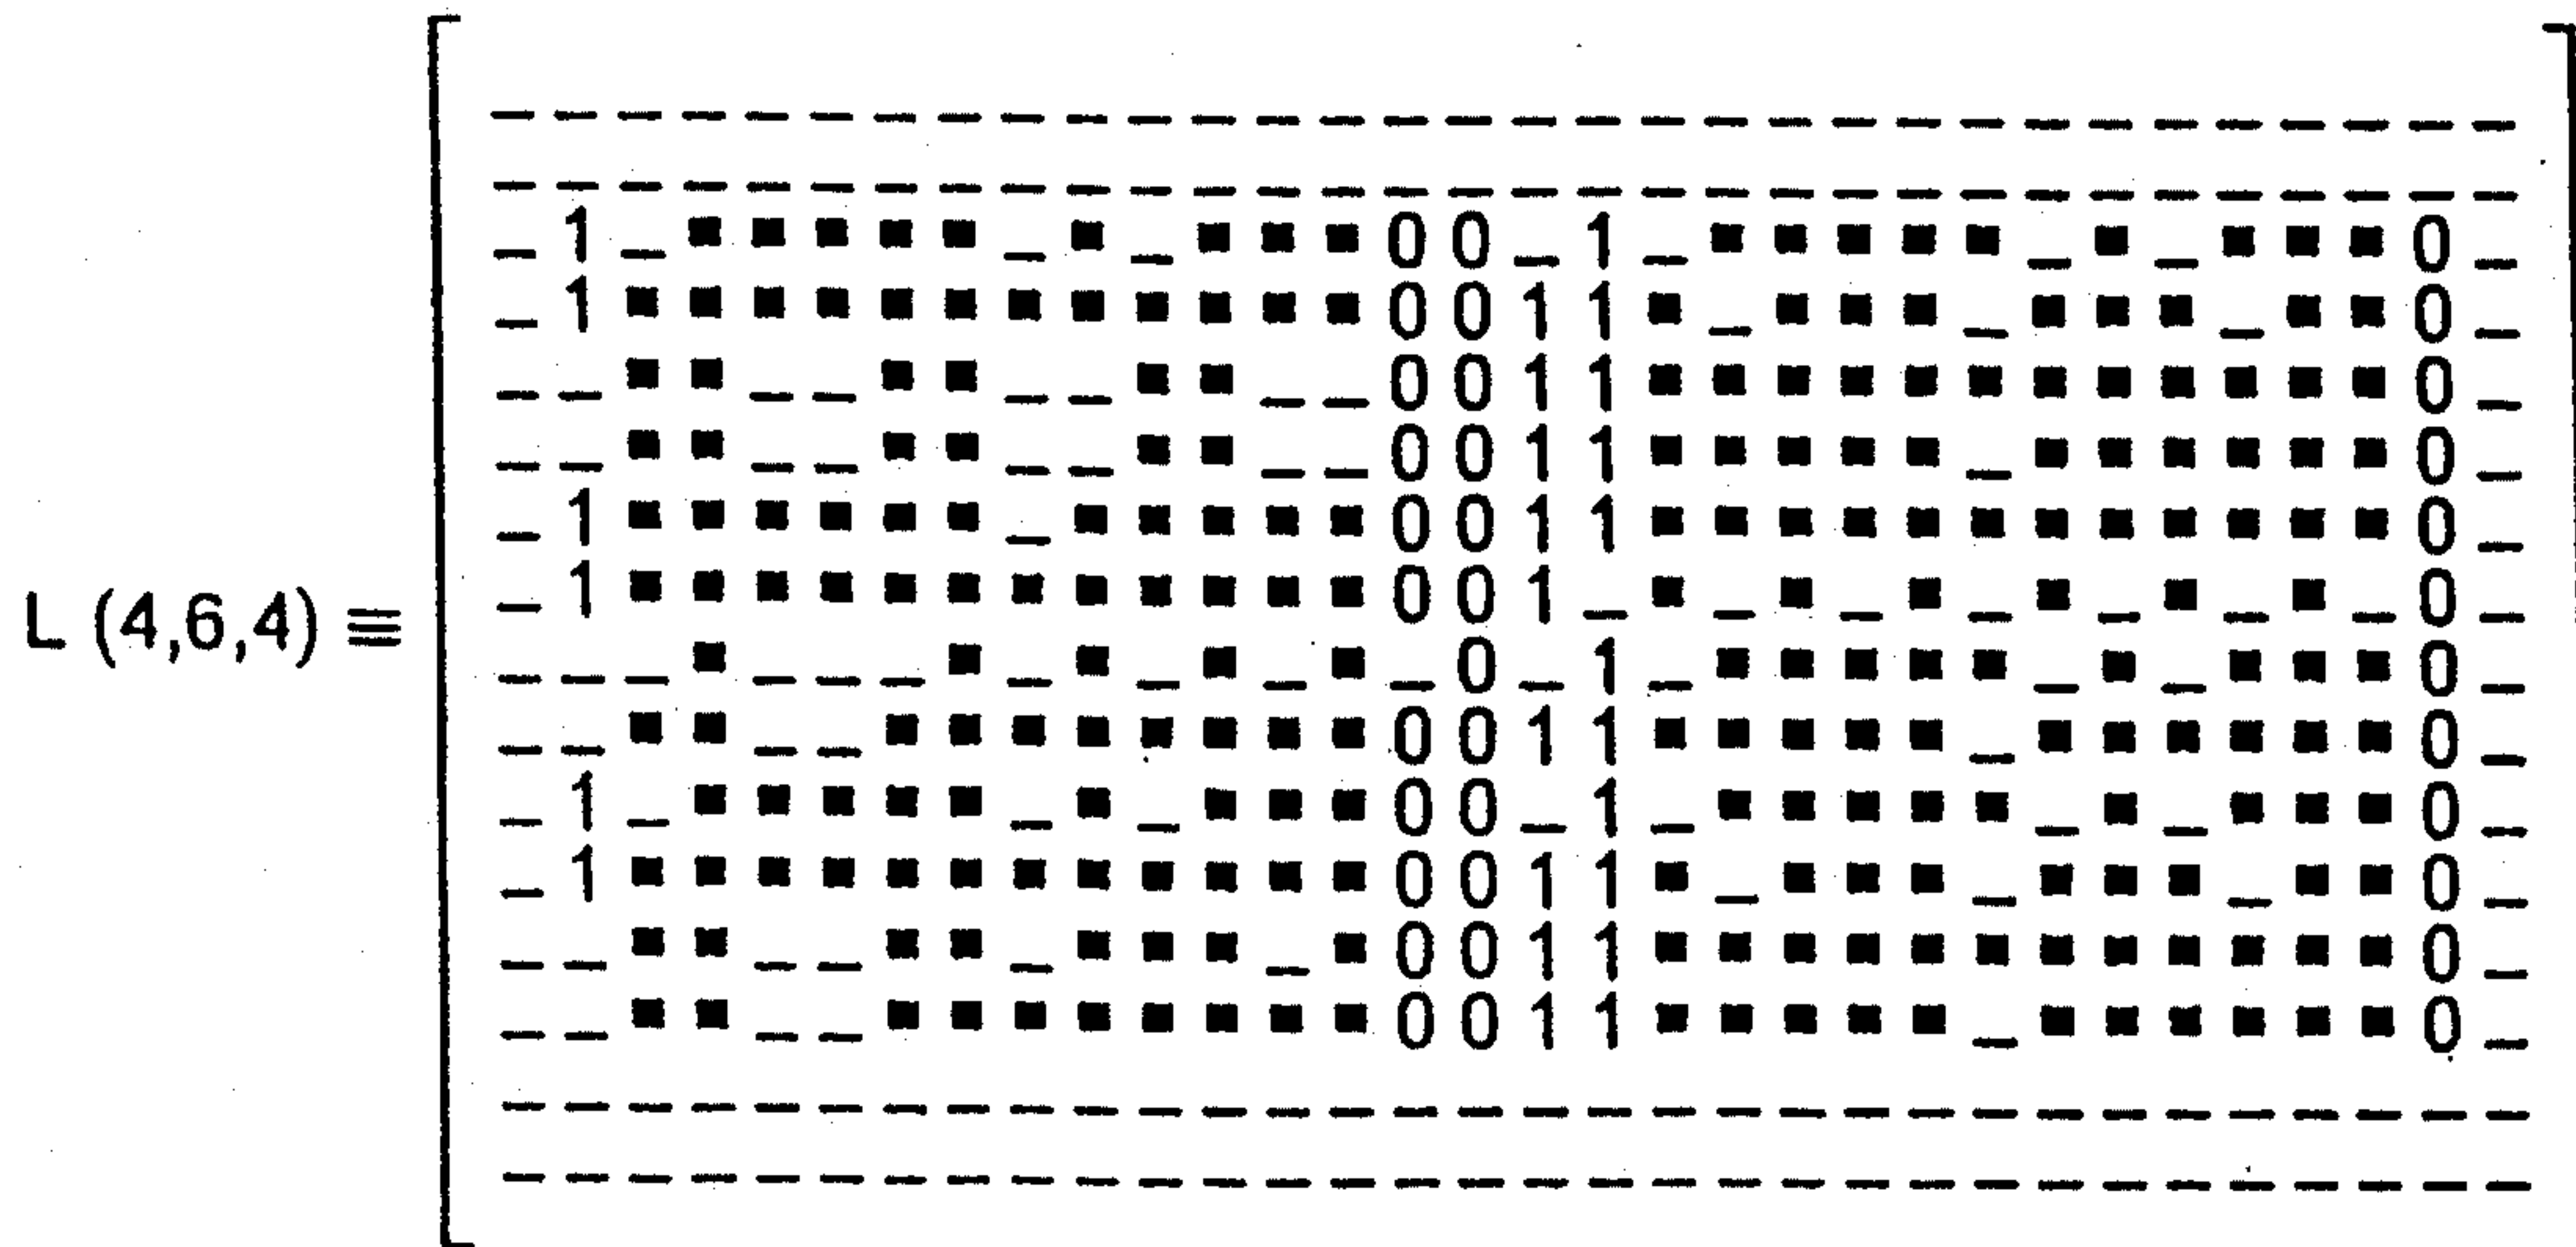 — — — — — — — — — — — — — — — — — — — — — — — — — — — — — — — —
— — — — — — — — — — — — — — — — — — — — — — — — — — — — — — — —
_ 1 _ ■ ■ ■ ■ ■ _ ■ _ ■ ■ ■ 0 0 _ 1 _ ■ ■ ■ ■ ■ _ ■ _ ■ ■ ■ 0 _
_ 1 ■ ■ ■ ■ ■ ■ ■ ■ ■ ■ ■ ■ 0 0 1 1 ■ _ ■ ■ ■ _ ■ ■ ■ _ ■ ■ 0 _
_ _ ■ ■ _ _ ■ ■ _ _ ■ ■ _ _ 0 0 1 1 ■ ■ ■ ■ ■ ■ ■ ■ ■ ■ ■ ■ 0 _
_ _ ■ ■ _ _ ■ ■ _ _ ■ ■ _ _ 0 0 1 1 ■ ■ ■ ■ ■ _ ■ ■ ■ ■ ■ ■ 0 _
_ 1 ■ ■ ■ ■ ■ ■ _ ■ ■ ■ ■ ■ 0 0 1 1 ■ ■ ■ ■ ■ ■ ■ ■ ■ ■ ■ ■ 0 _
L (4,6,4) ≡ _ 1 ■ ■ ■ ■ ■ ■ ■ ■ ■ ■ ■ ■ 0 0 1 _ ■ _ ■ _ ■ _ ■ _ ■ _ ■ _ 0 _
_ _ _ ■ _ _ _ ■ _ ■ _ ■ _ ■ _ 0 _ 1 _ ■ ■ ■ ■ ■ _ ■ _ ■ ■ ■ 0 _
_ _ ■ ■ _ _ ■ ■ ■ ■ ■ ■ ■ ■ 0 0 1 1 ■ ■ ■ ■ ■ _ ■ ■ ■ ■ ■ ■ 0 _
_ 1 _ ■ ■ ■ ■ ■ _ ■ _ ■ ■ ■ 0 0 _ 1 _ ■ ■ ■ ■ ■ _ ■ _ ■ ■ ■ 0 _
_ 1 ■ ■ ■ ■ ■ ■ ■ ■ ■ ■ ■ ■ 0 0 1 1 ■ _ ■ ■ ■ _ ■ ■ ■ _ ■ ■ 0 _
_ _ ■ ■ _ _ ■ ■ _ ■ ■ ■ _ ■ 0 0 1 1 ■ ■ ■ ■ ■ ■ ■ ■ ■ ■ ■ ■ 0 _
_ _ ■ ■ _ _ ■ ■ ■ ■ ■ ■ ■ ■ 0 0 1 1 ■ ■ ■ ■ ■ _ ■ ■ ■ ■ ■ ■ 0 _
— — — — — — — — — — — — — — — — — — — — — — — — — — — — — — — —
— — — — — — — — — — — — — — — — — — — — — — — — — — — — — — — —